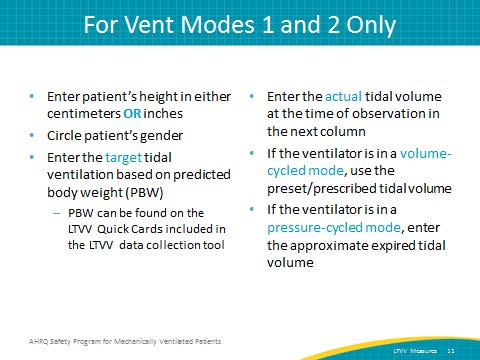 For Vent Modes 1 and 2 Only
• Enter patient's height in either
centimeters OR inches
• Circle patient's gender
• Enter the target tidal
ventilation based on predicted
body weight (PBW)
– PBW can be found on the
LTVV Quick Cards included in
the LTVV data collection tool
• Enter the actual tidal volume
at the time of observation in
the next column
• If the ventilator is in a volume-
cycled mode, use the
preset/prescribed tidal volume
• If the ventilator is in a
pressure-cycled mode, enter
the approximate expired tidal
volume
AHRQ Safety Program for Mechanically Ventilated Patients
LTVV Measures 11